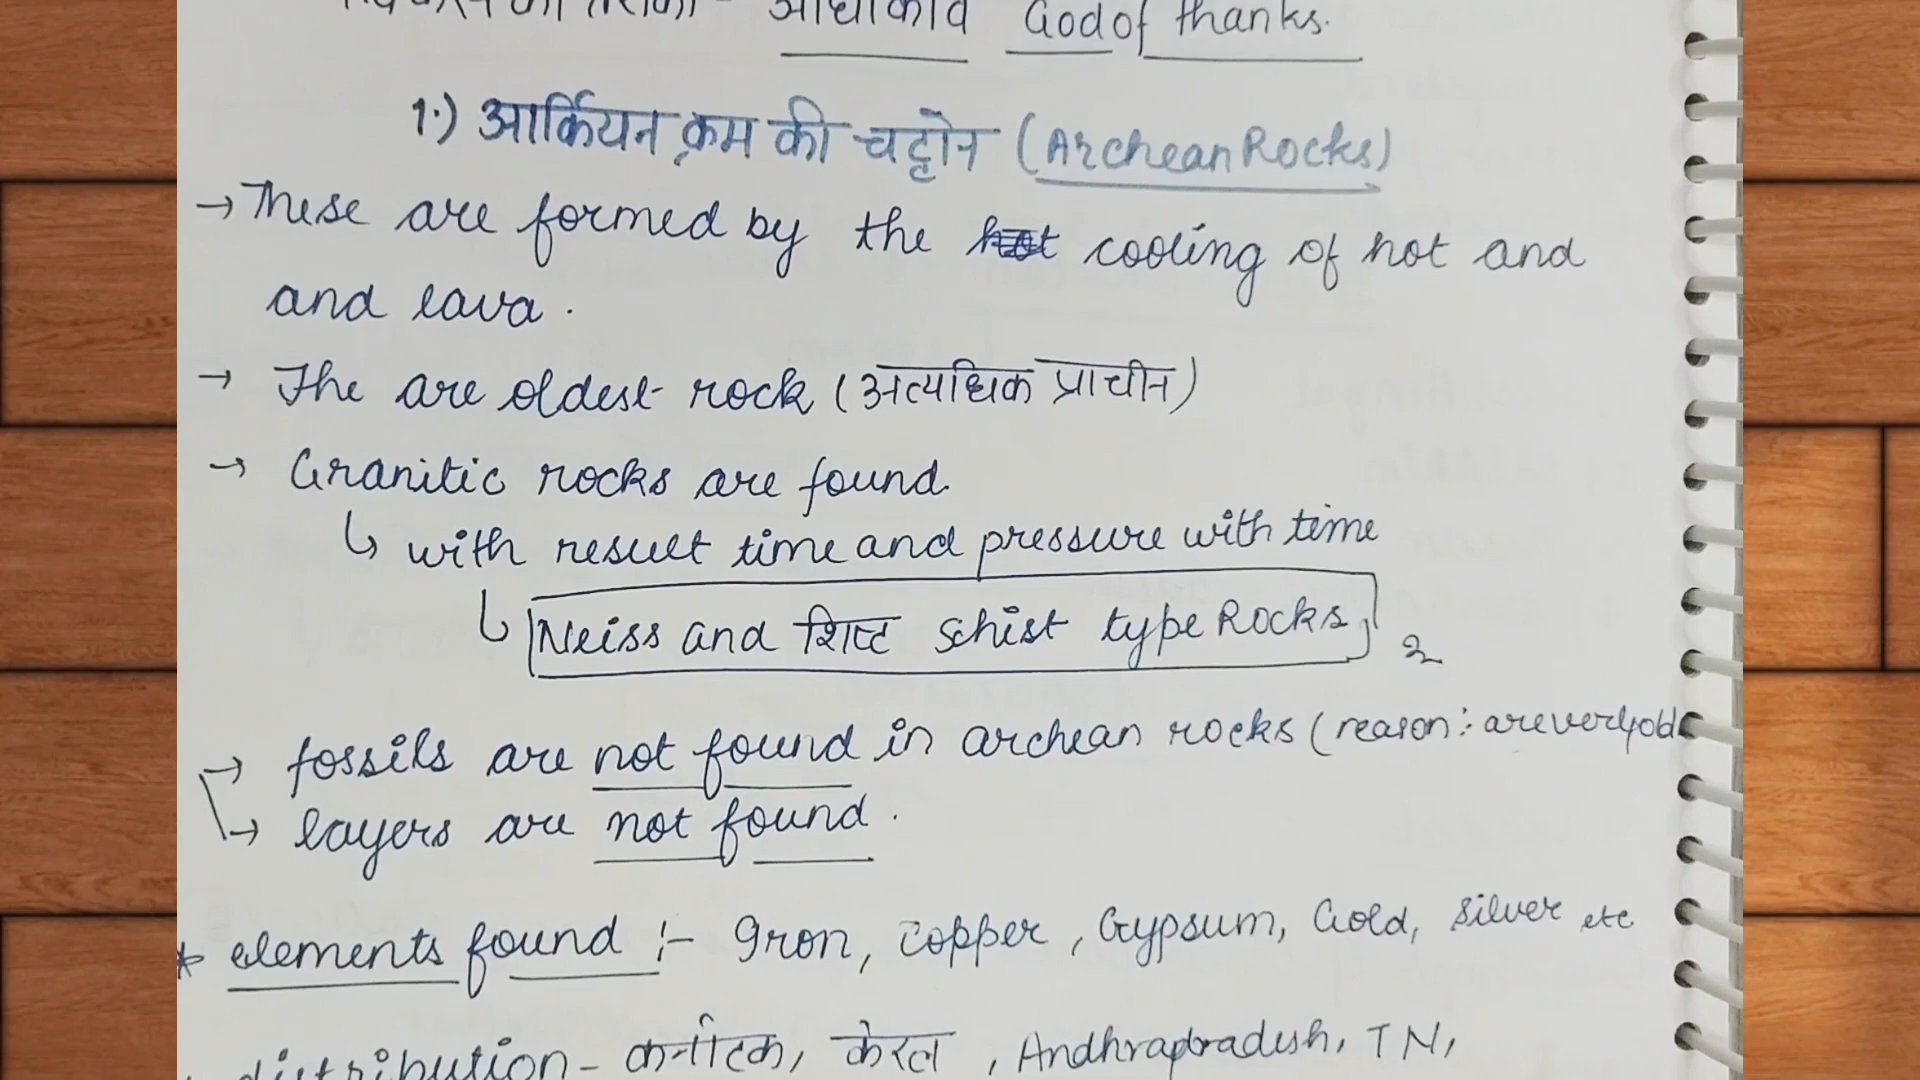 आधिकाव God of thanks.
1.) आर्कियन क्रम की चट्टोन (Archean Rocks)
→ These are formed by the cooling of hot and
and lava.
→ The are oldest rock (अत्यधिक प्राचीन)
→ Granitic rocks are found.
↳ with result time and pressure with time
↳ Neiss and शिष्ट schist type Rocks
→ fossils are not found in archean rocks (reason: are very old
→ layers are not found.
* elements found :- Iron, Copper, Gypsum, Gold, Silver etc
distribution - कर्नाटक, केरल, Andhrapradesh, TN,